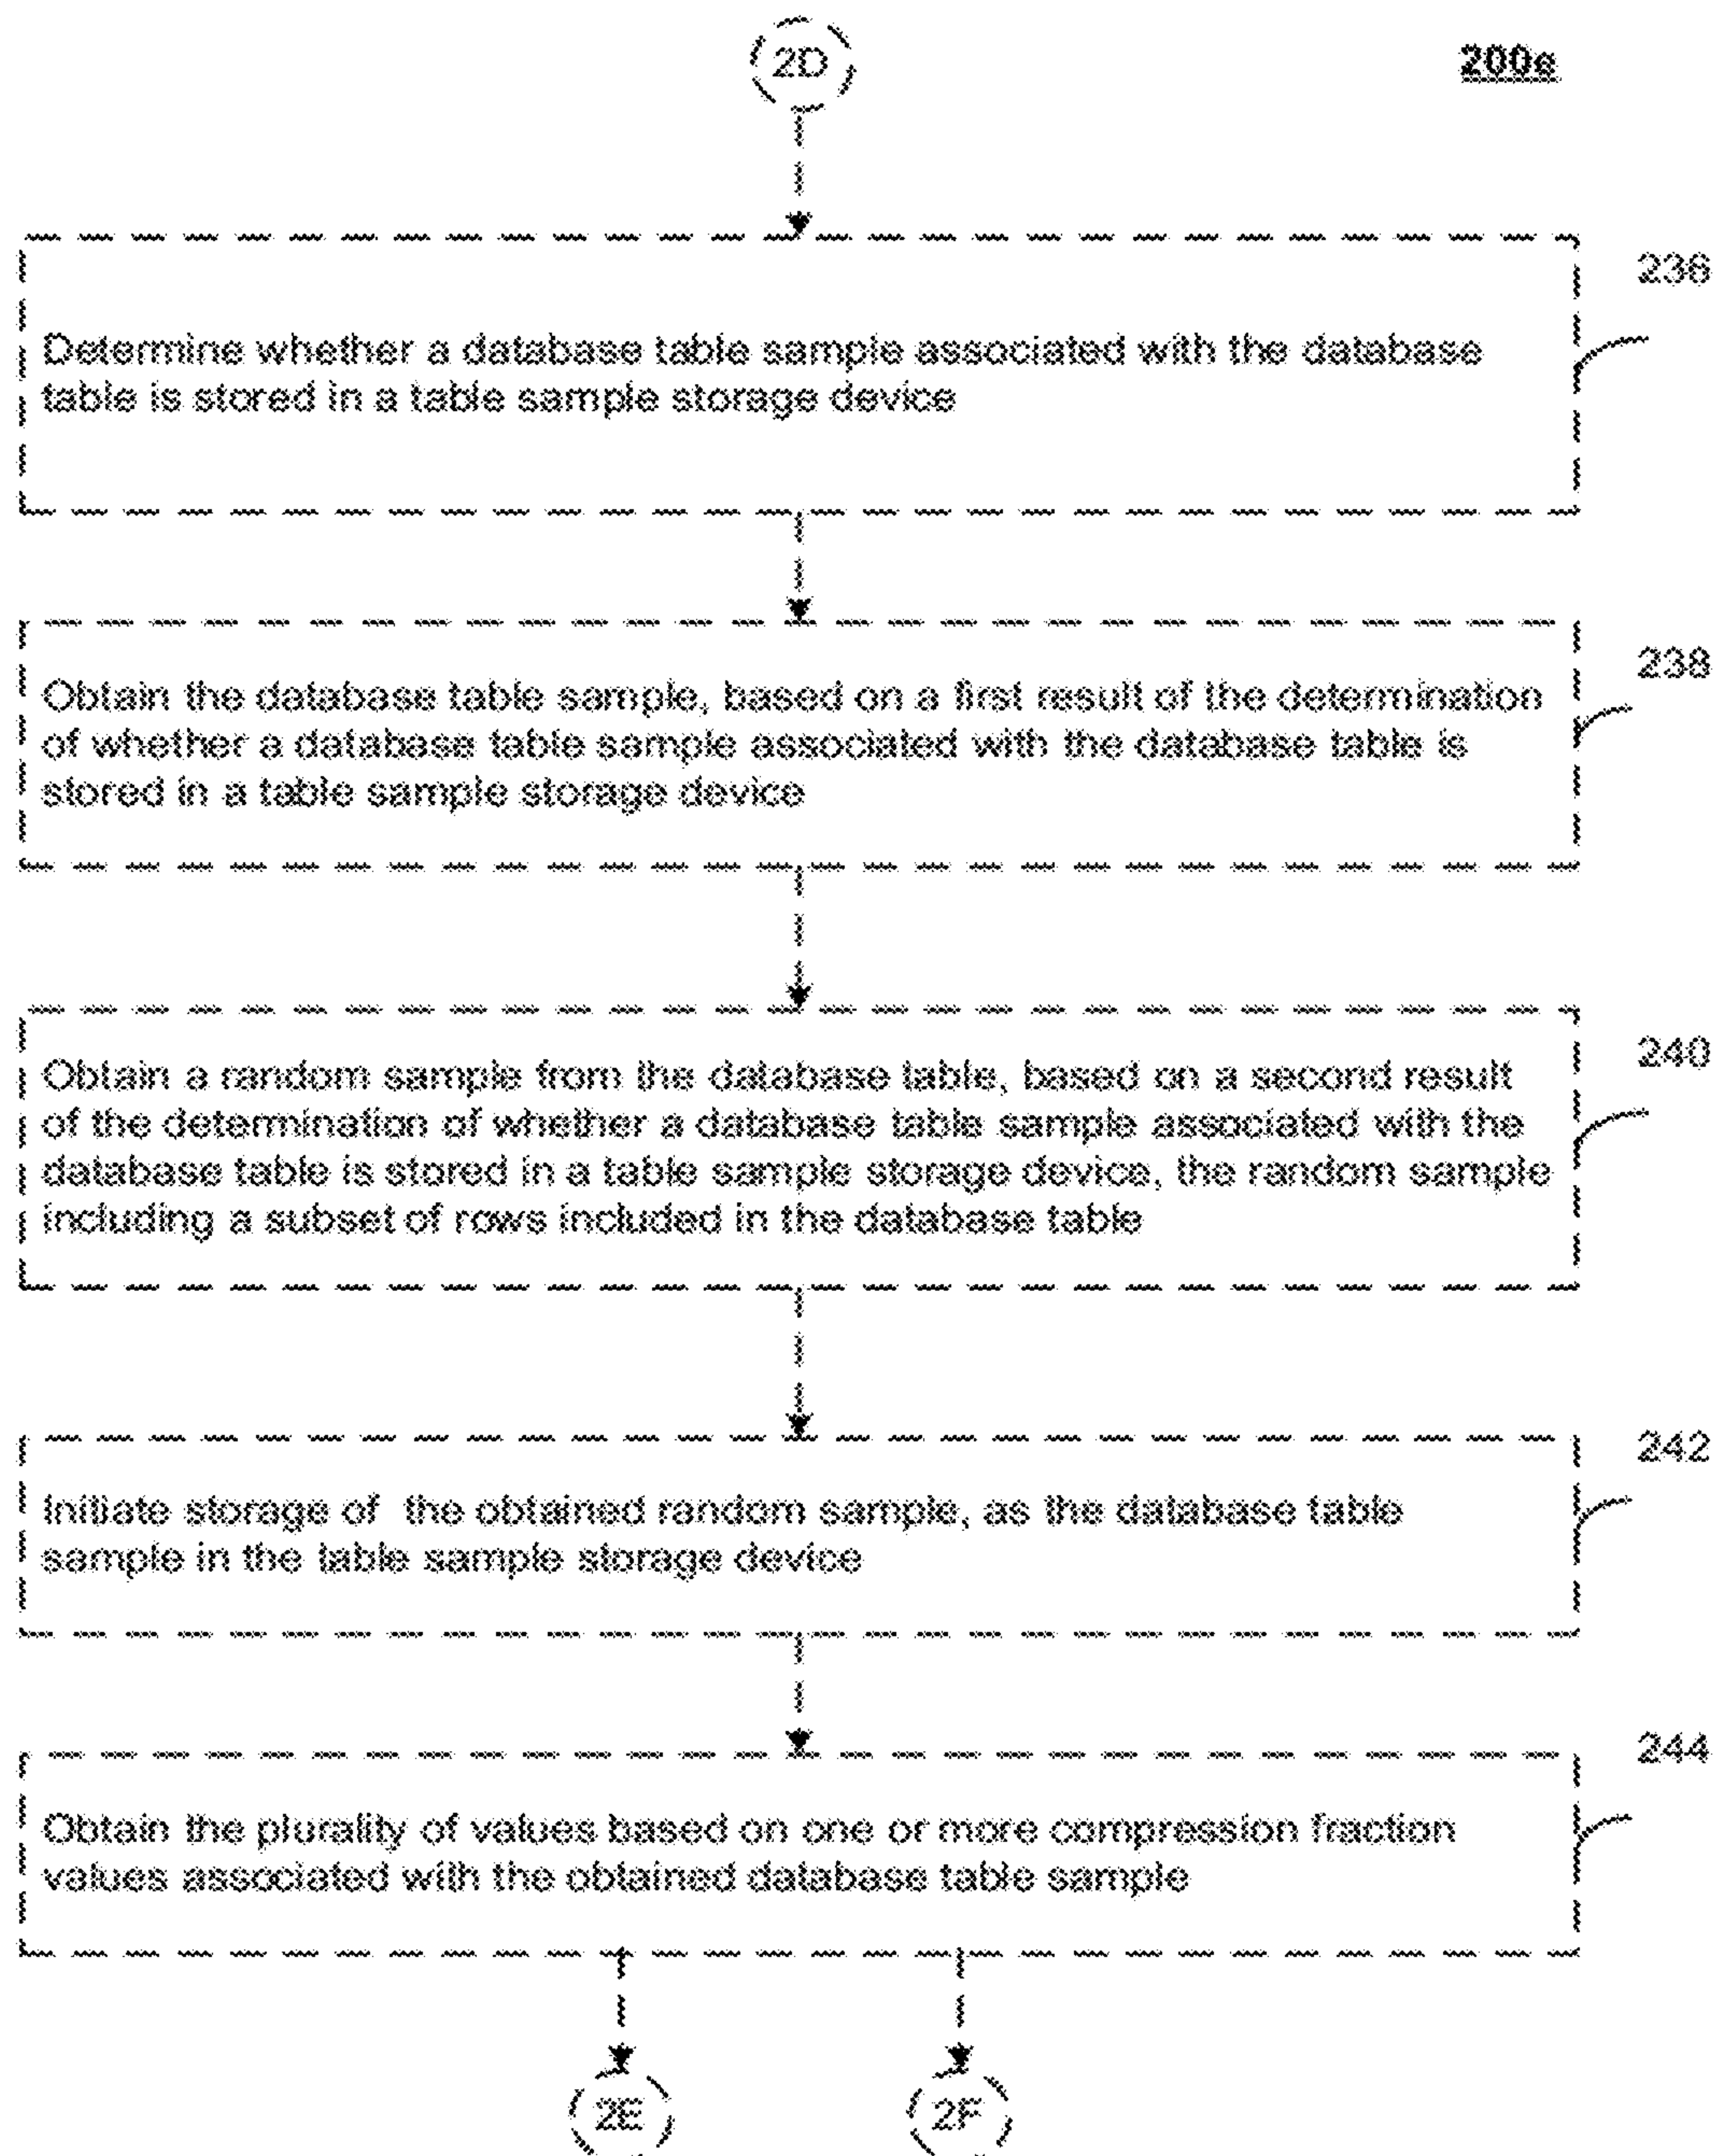 2D
200e
236
Determine whether a database table sample associated with the database
table is stored in a table sample storage device
238
Obtain the database table sample, based on a first result of the determination
of whether a database table sample associated with the database table is
stored in a table sample storage device
240
Obtain a random sample from the database table, based on a second result
of the determination of whether a database table sample associated with the
database table is stored in a table sample storage device, the random sample
including a subset of rows included in the database table
242
Initiate storage of the obtained random sample, as the database table
sample in the table sample storage device
244
Obtain the plurality of values based on one or more compression fraction
values associated with the obtained database table sample
2E
2F